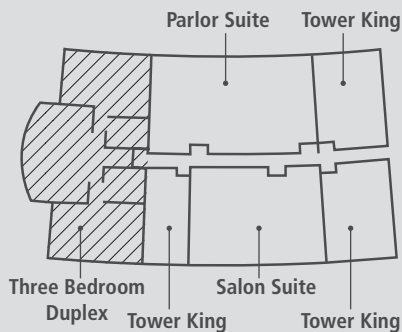 Parlor Suite
Tower King
Three Bedroom
Duplex
Tower King
Salon Suite
Tower King